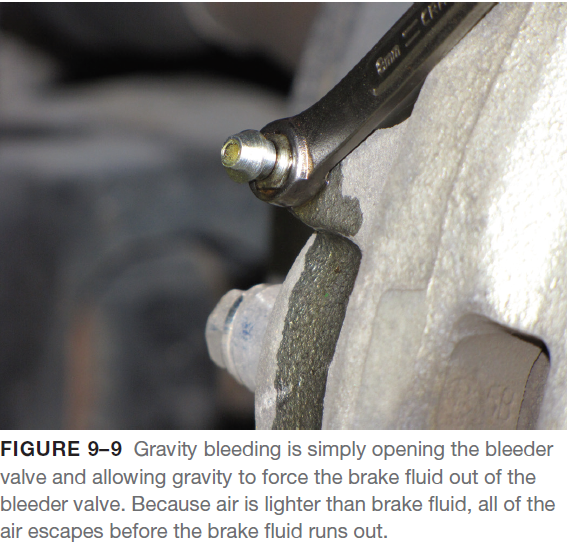 FIGURE 9–9 Gravity bleeding is simply opening the bleeder
valve and allowing gravity to force the brake fluid out of the
bleeder valve. Because air is lighter than brake fluid, all of the
air escapes before the brake fluid runs out.